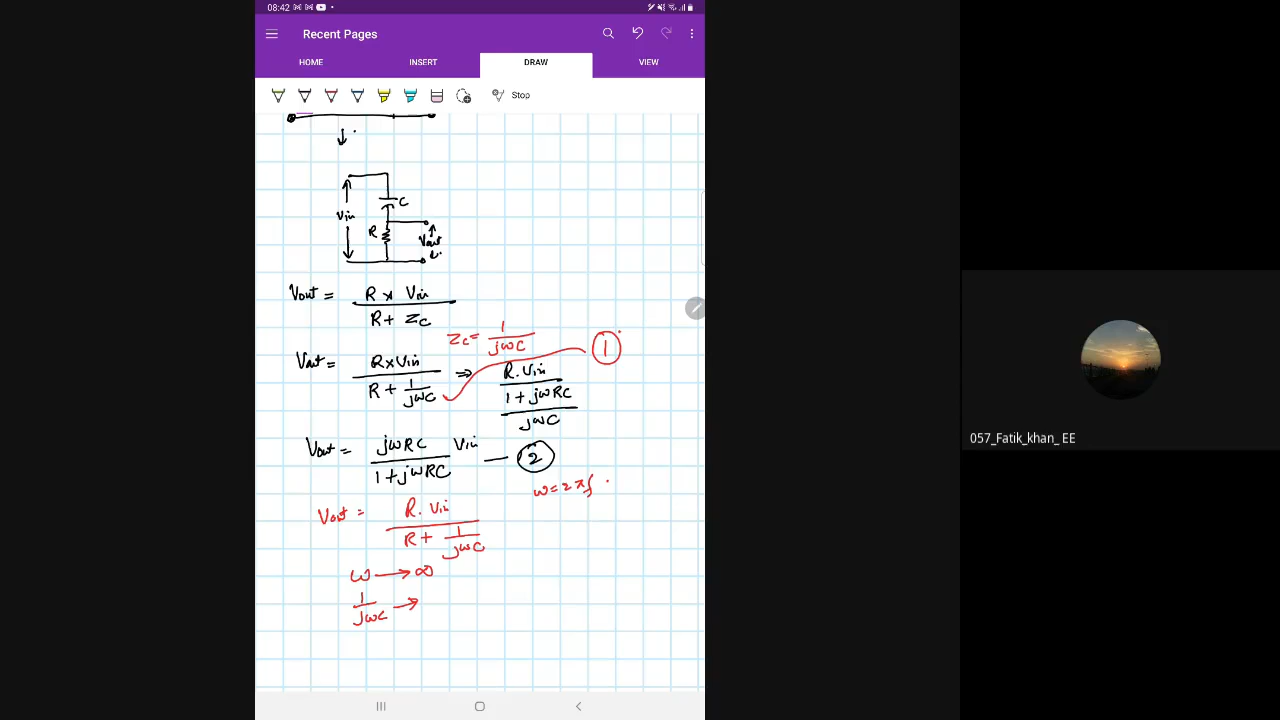 08:42
Recent Pages
HOME INSERT DRAW VIEW
Stop
C
Vin
R
Vout
Vout = R × Vin / R + Zc
Zc = 1 / jωC
1
Vout = R × Vin / R + 1/jωC ⇒ R. Vin / 1 + jωRC / jωC
Vout = jωRC / 1 + jωRC Vin — 2
ω = 2πf
Vout = R. Vin / R + 1/jωC
ω → ∞
1/jωC →
057_Fatik_khan_ EE